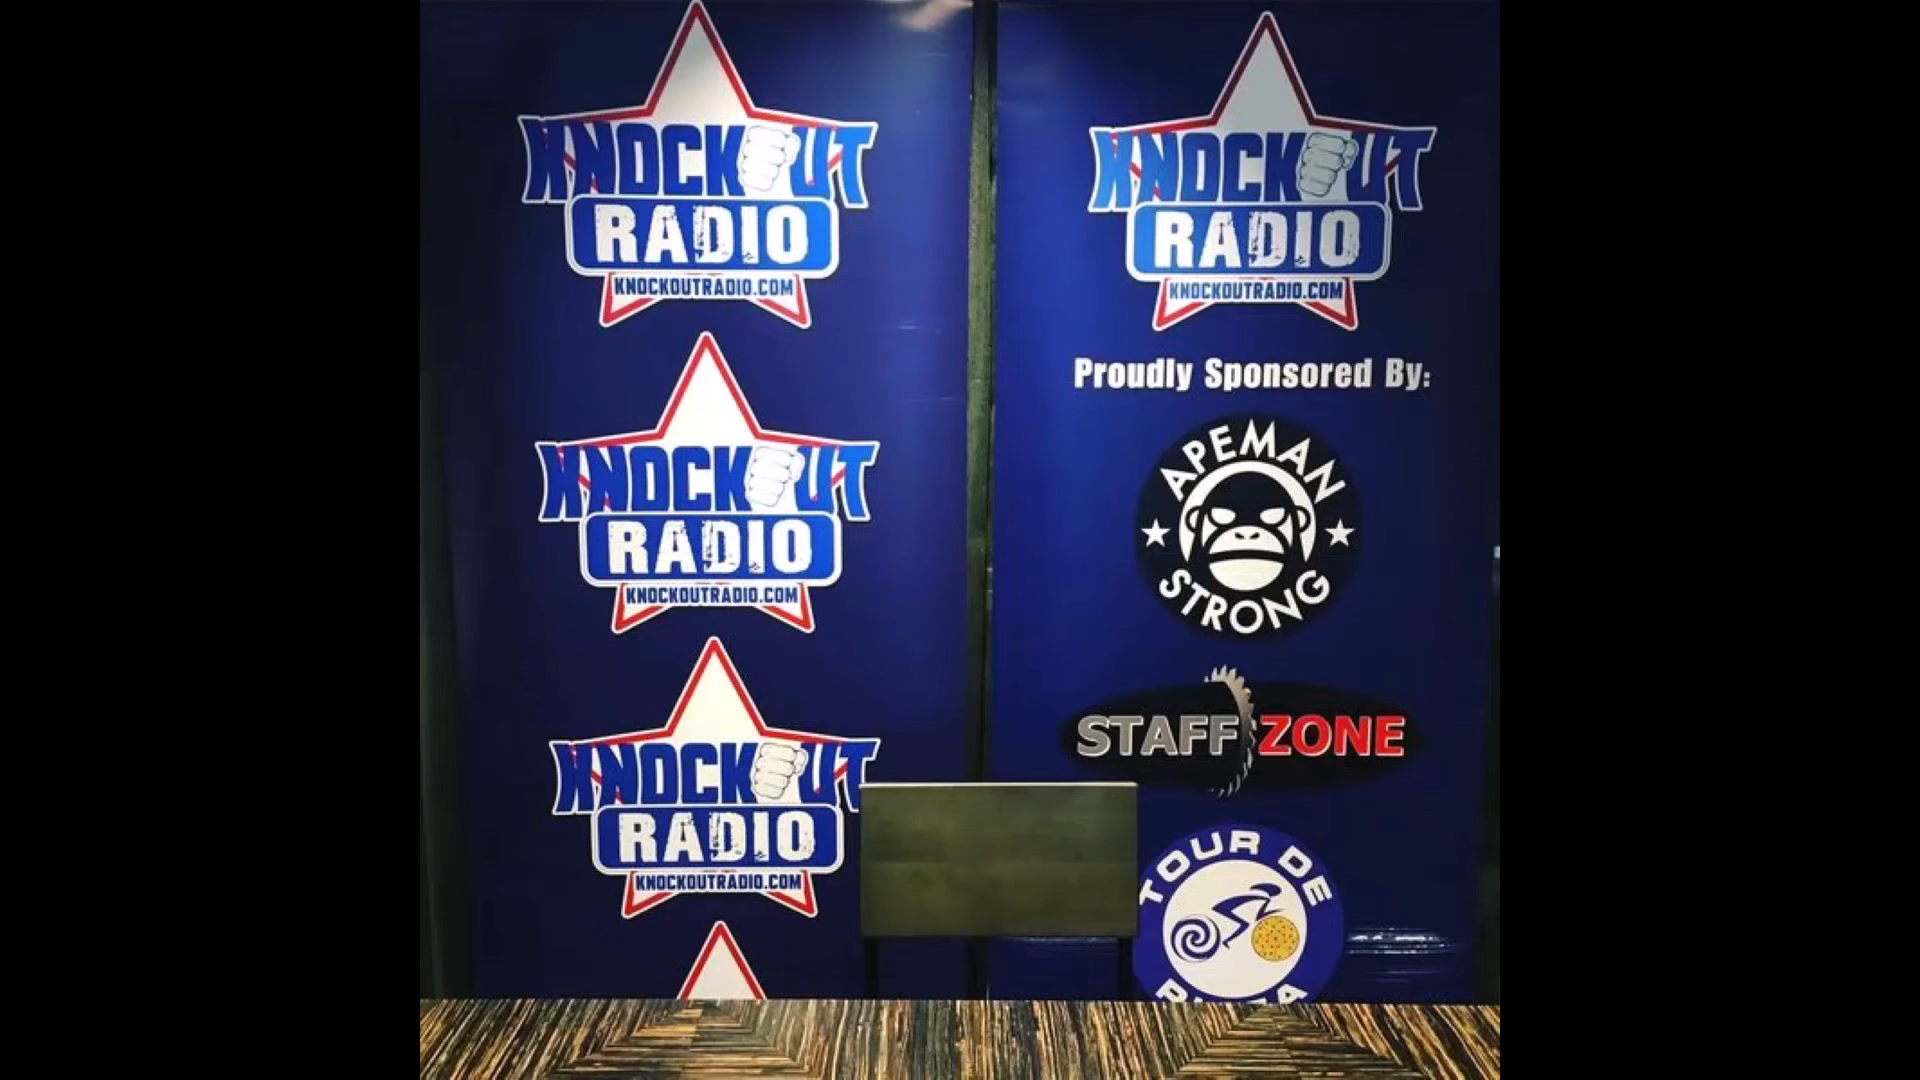 KNOCKOUT
RADIO
KNOCKOUTRADIO.COM
KNOCKOUT
RADIO
KNOCKOUTRADIO.COM
KNOCKOUT
RADIO
KNOCKOUTRADIO.COM
KNOCKOUT
RADIO
KNOCKOUTRADIO.COM
Proudly Sponsored By:
APEMAN
STRONG
STAFF ZONE
TOUR DE